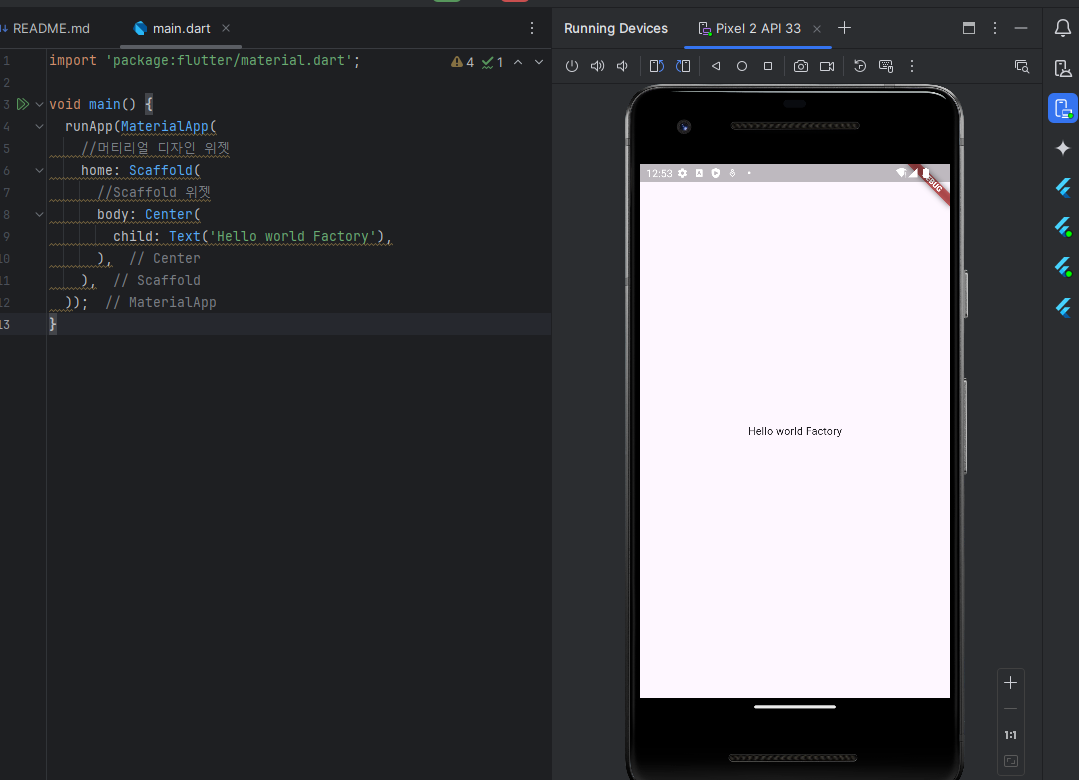 README.md
main.dart
Running Devices
Pixel 2 API 33
1 import 'package:flutter/material.dart';
4
1
2
3 void main() {
4 runApp(MaterialApp(
5 //머티리얼 디자인 위젯
6 home: Scaffold(
7 //Scaffold 위젯
8 body: Center(
9 child: Text('Hello world Factory'),
10 ), // Center
11 ), // Scaffold
12 )); // MaterialApp
13 }
12:53
Hello world Factory
1:1